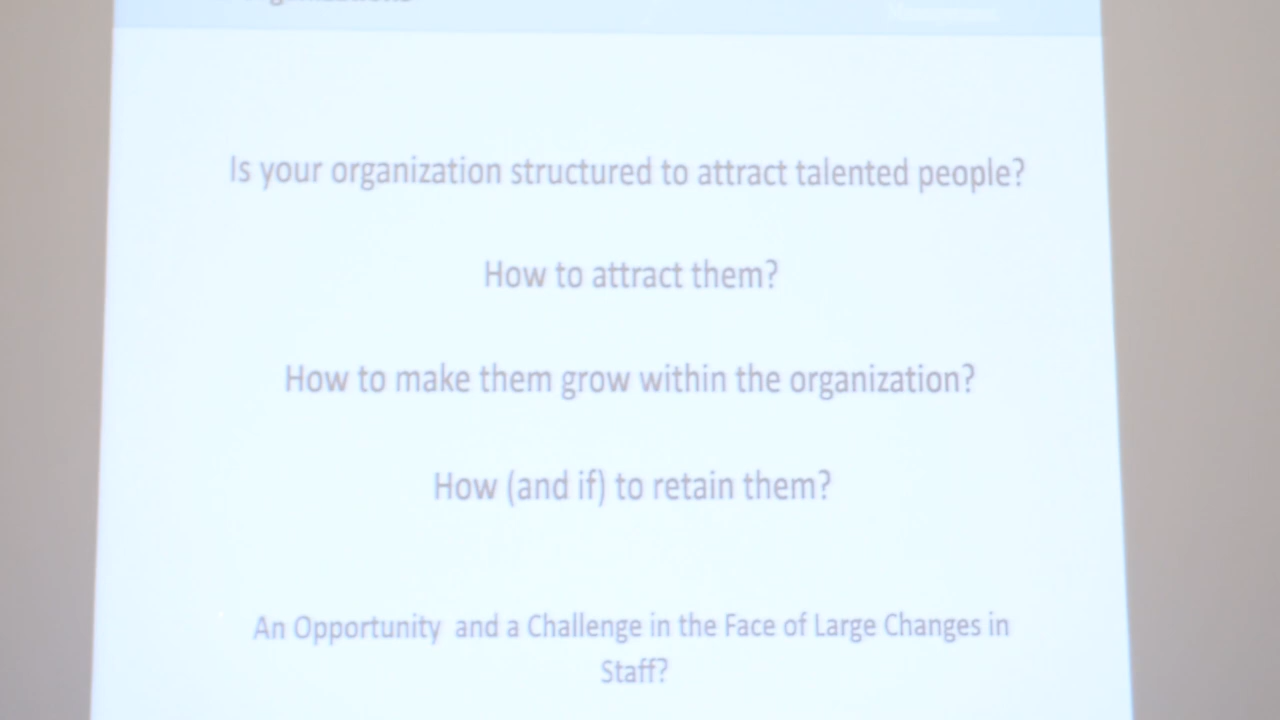 Is your organization structured to attract talented people?
How to attract them?
How to make them grow within the organization?
How (and if) to retain them?
An Opportunity and a Challenge in the Face of Large Changes in
Staff?